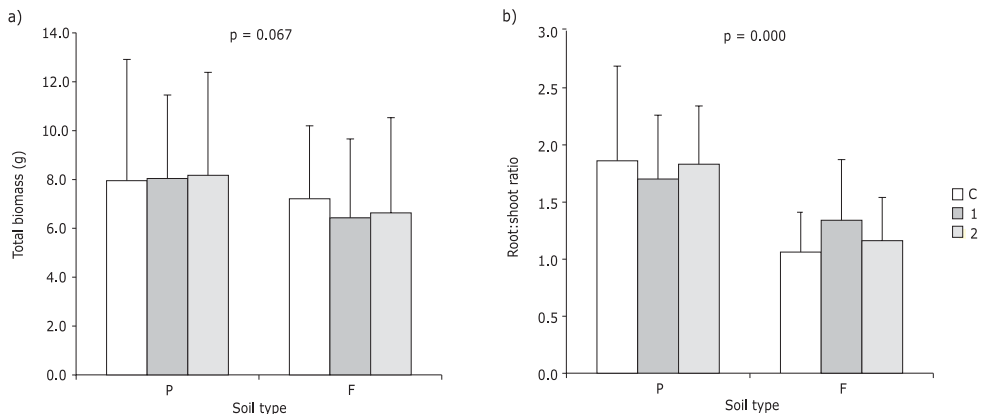 a)
p = 0.067
14.0
12.0
10.0
8.0
6.0
4.0
2.0
0.0
Total biomass (g)
P F
Soil type
b)
p = 0.000
3.0
2.5
2.0
1.5
1.0
0.5
0.0
Root:shoot ratio
P F
Soil type
C
1
2